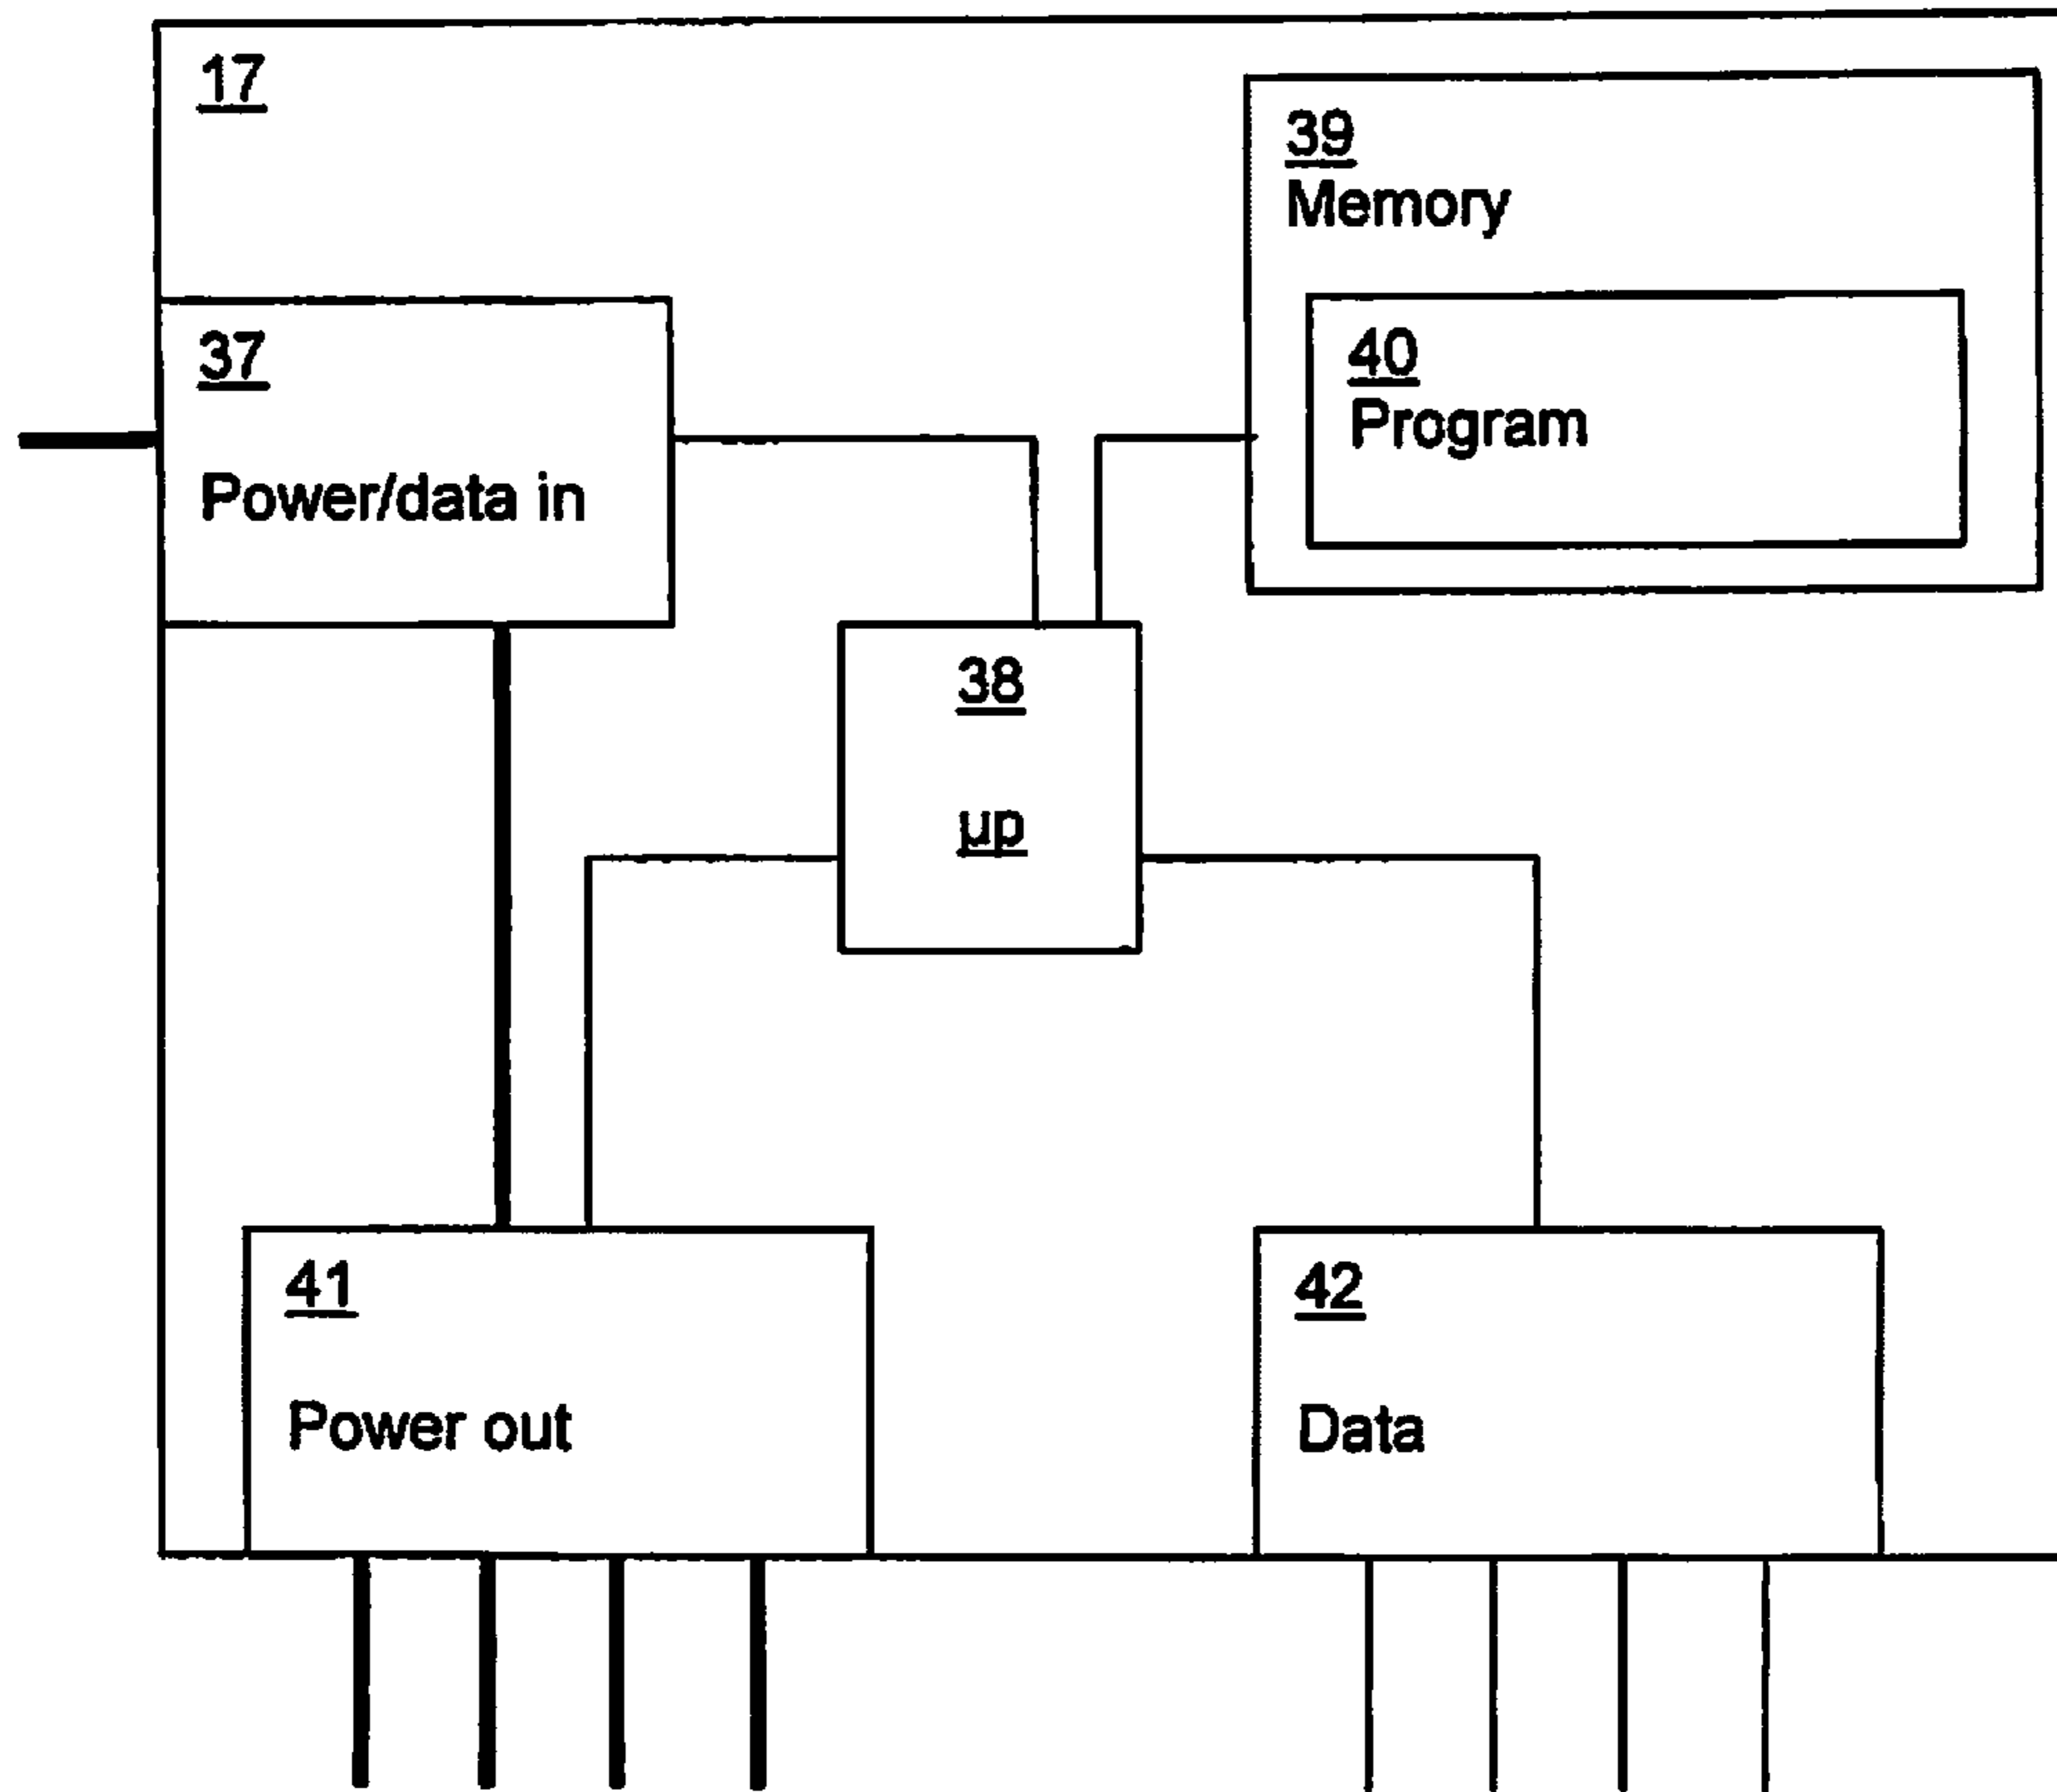 17
39
Memory
37
Power/data in
40
Program
38
µp
41
Power out
42
Data